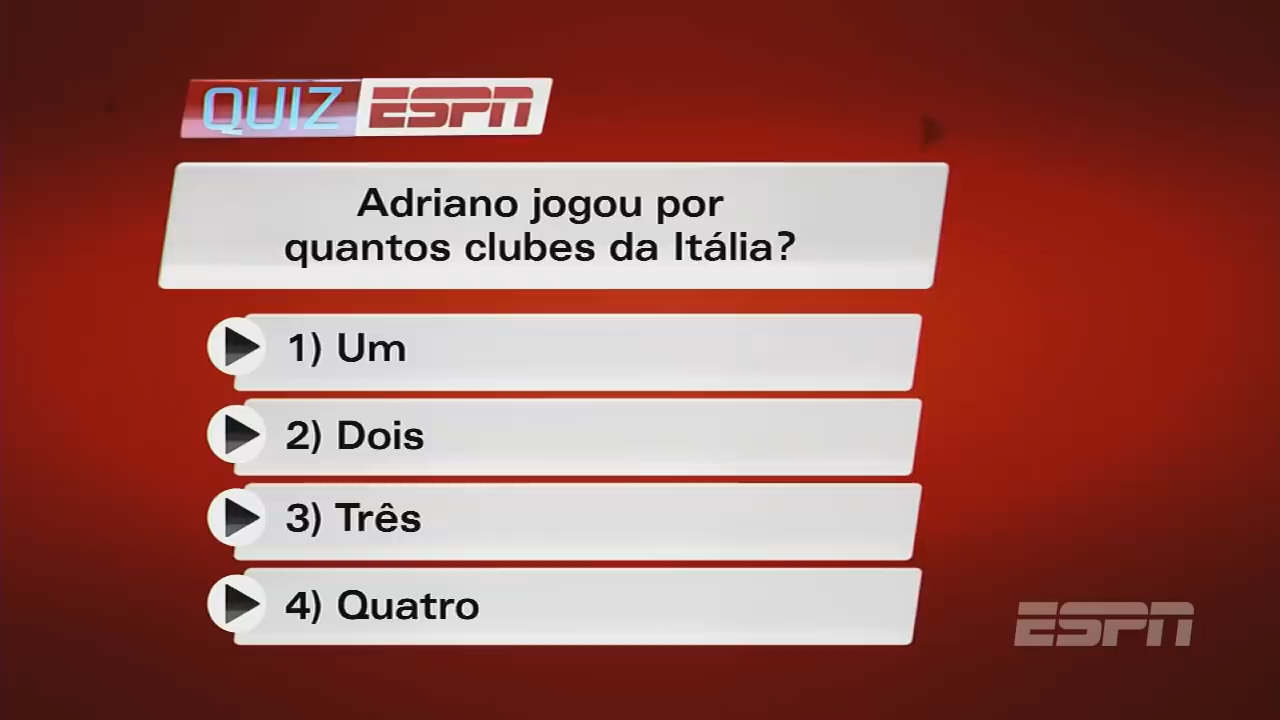 QUIZ ESPN
Adriano jogou por
quantos clubes da Itália?
1) Um
2) Dois
3) Três
4) Quatro
ESPN